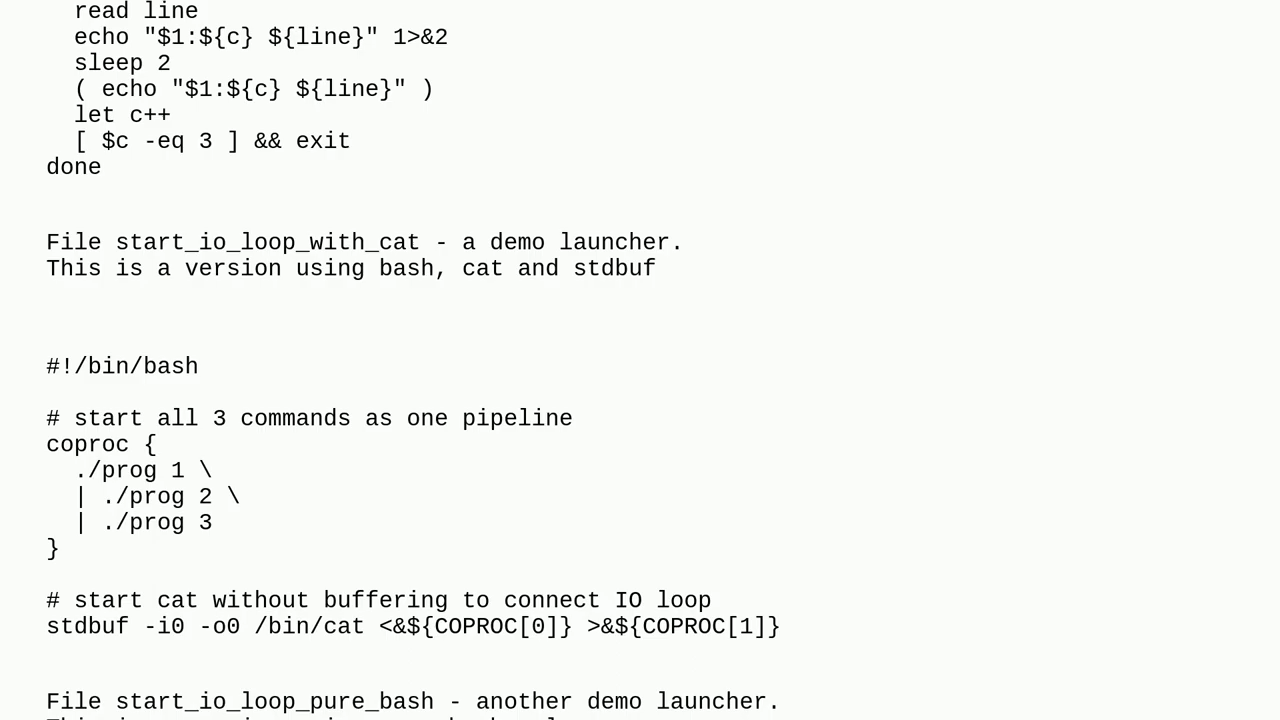 read line
echo "$1:${c} ${line}" 1>&2
sleep 2
( echo "$1:${c} ${line}" )
let c++
[ $c -eq 3 ] && exit
done
File start_io_loop_with_cat - a demo launcher.
This is a version using bash, cat and stdbuf
#!/bin/bash
# start all 3 commands as one pipeline
coproc {
./prog 1 \
| ./prog 2 \
| ./prog 3
}
# start cat without buffering to connect IO loop
stdbuf -i0 -o0 /bin/cat <&${COPROC[0]} >&${COPROC[1]}
File start_io_loop_pure_bash - another demo launcher.